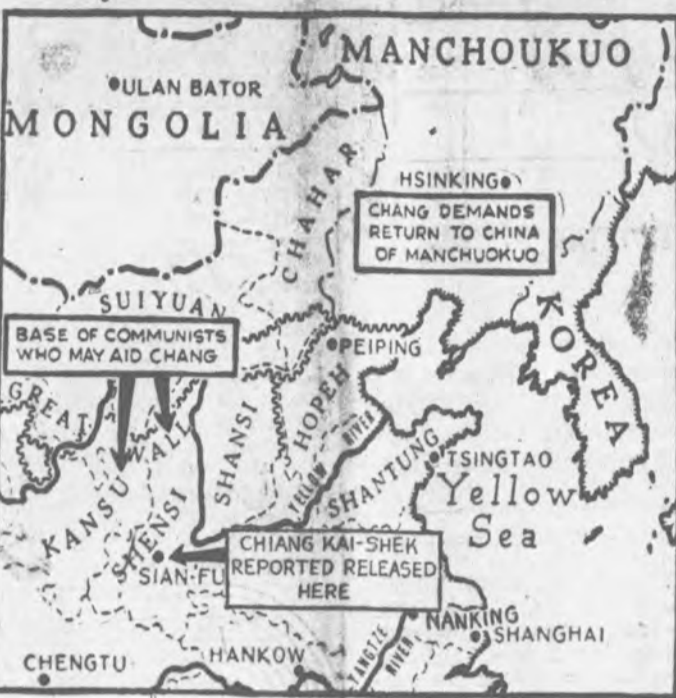 MANCHOUKUO
ULAN BATOR
MONGOLIA
CHAHAR
HSINKING
CHANG DEMANDS
RETURN TO CHINA
OF MANCHUOKUO
SUIYUAN
BASE OF COMMUNISTS
WHO MAY AID CHANG
PEIPING
KOREA
GREAT WALL
SHANSI
HOPEH
YELLOW RIVER
SHANTUNG
TSINGTAO
Yellow
Sea
KANSU
SHENSI
SIAN-FU
CHIANG KAI-SHEK
REPORTED RELEASED
HERE
NANKING
SHANGHAI
HANKOW
YANGTZE RIVER
CHENGTU